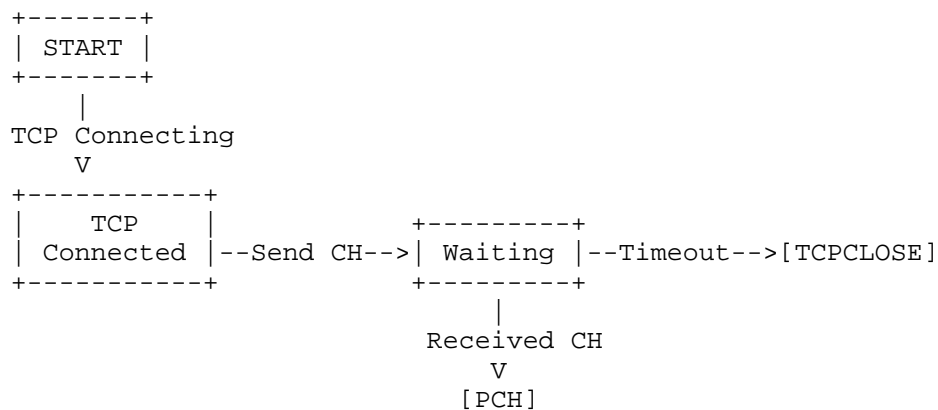 +-------+
| START |
+-------+
|
TCP Connecting
V
+-----------+
| TCP | +---------+
| Connected |--Send CH-->| Waiting |--Timeout-->[TCPCLOSE]
+-----------+ +---------+
|
Received CH
V
[PCH]